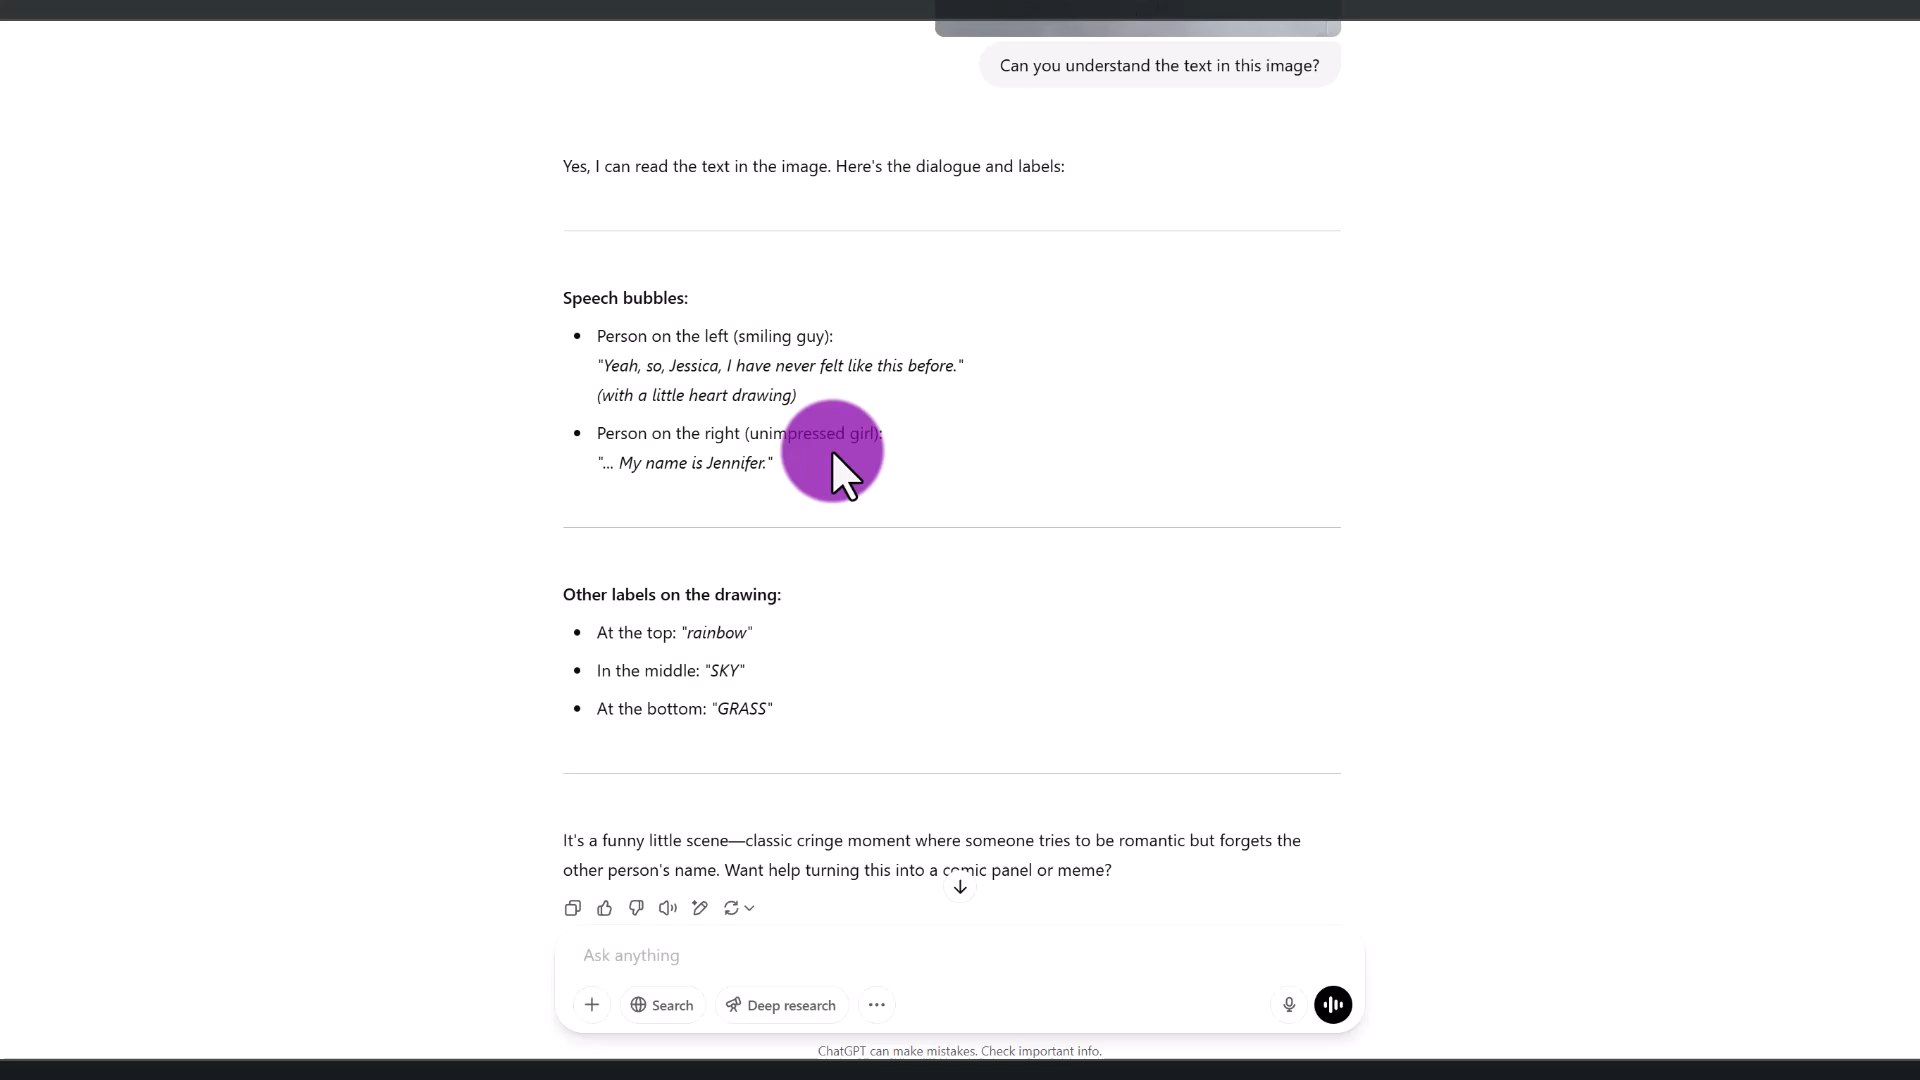 Can you understand the text in this image?
Yes, I can read the text in the image. Here's the dialogue and labels:
Speech bubbles:
Person on the left (smiling guy):
"Yeah, so, Jessica, I have never felt like this before."
(with a little heart drawing)
Person on the right (unimpressed girl):
"... My name is Jennifer."
Other labels on the drawing:
At the top: "rainbow"
In the middle: "SKY"
At the bottom: "GRASS"
It's a funny little scene—classic cringe moment where someone tries to be romantic but forgets the
other person's name. Want help turning this into a comic panel or meme?
Ask anything
Search Deep research
ChatGPT can make mistakes. Check important info.